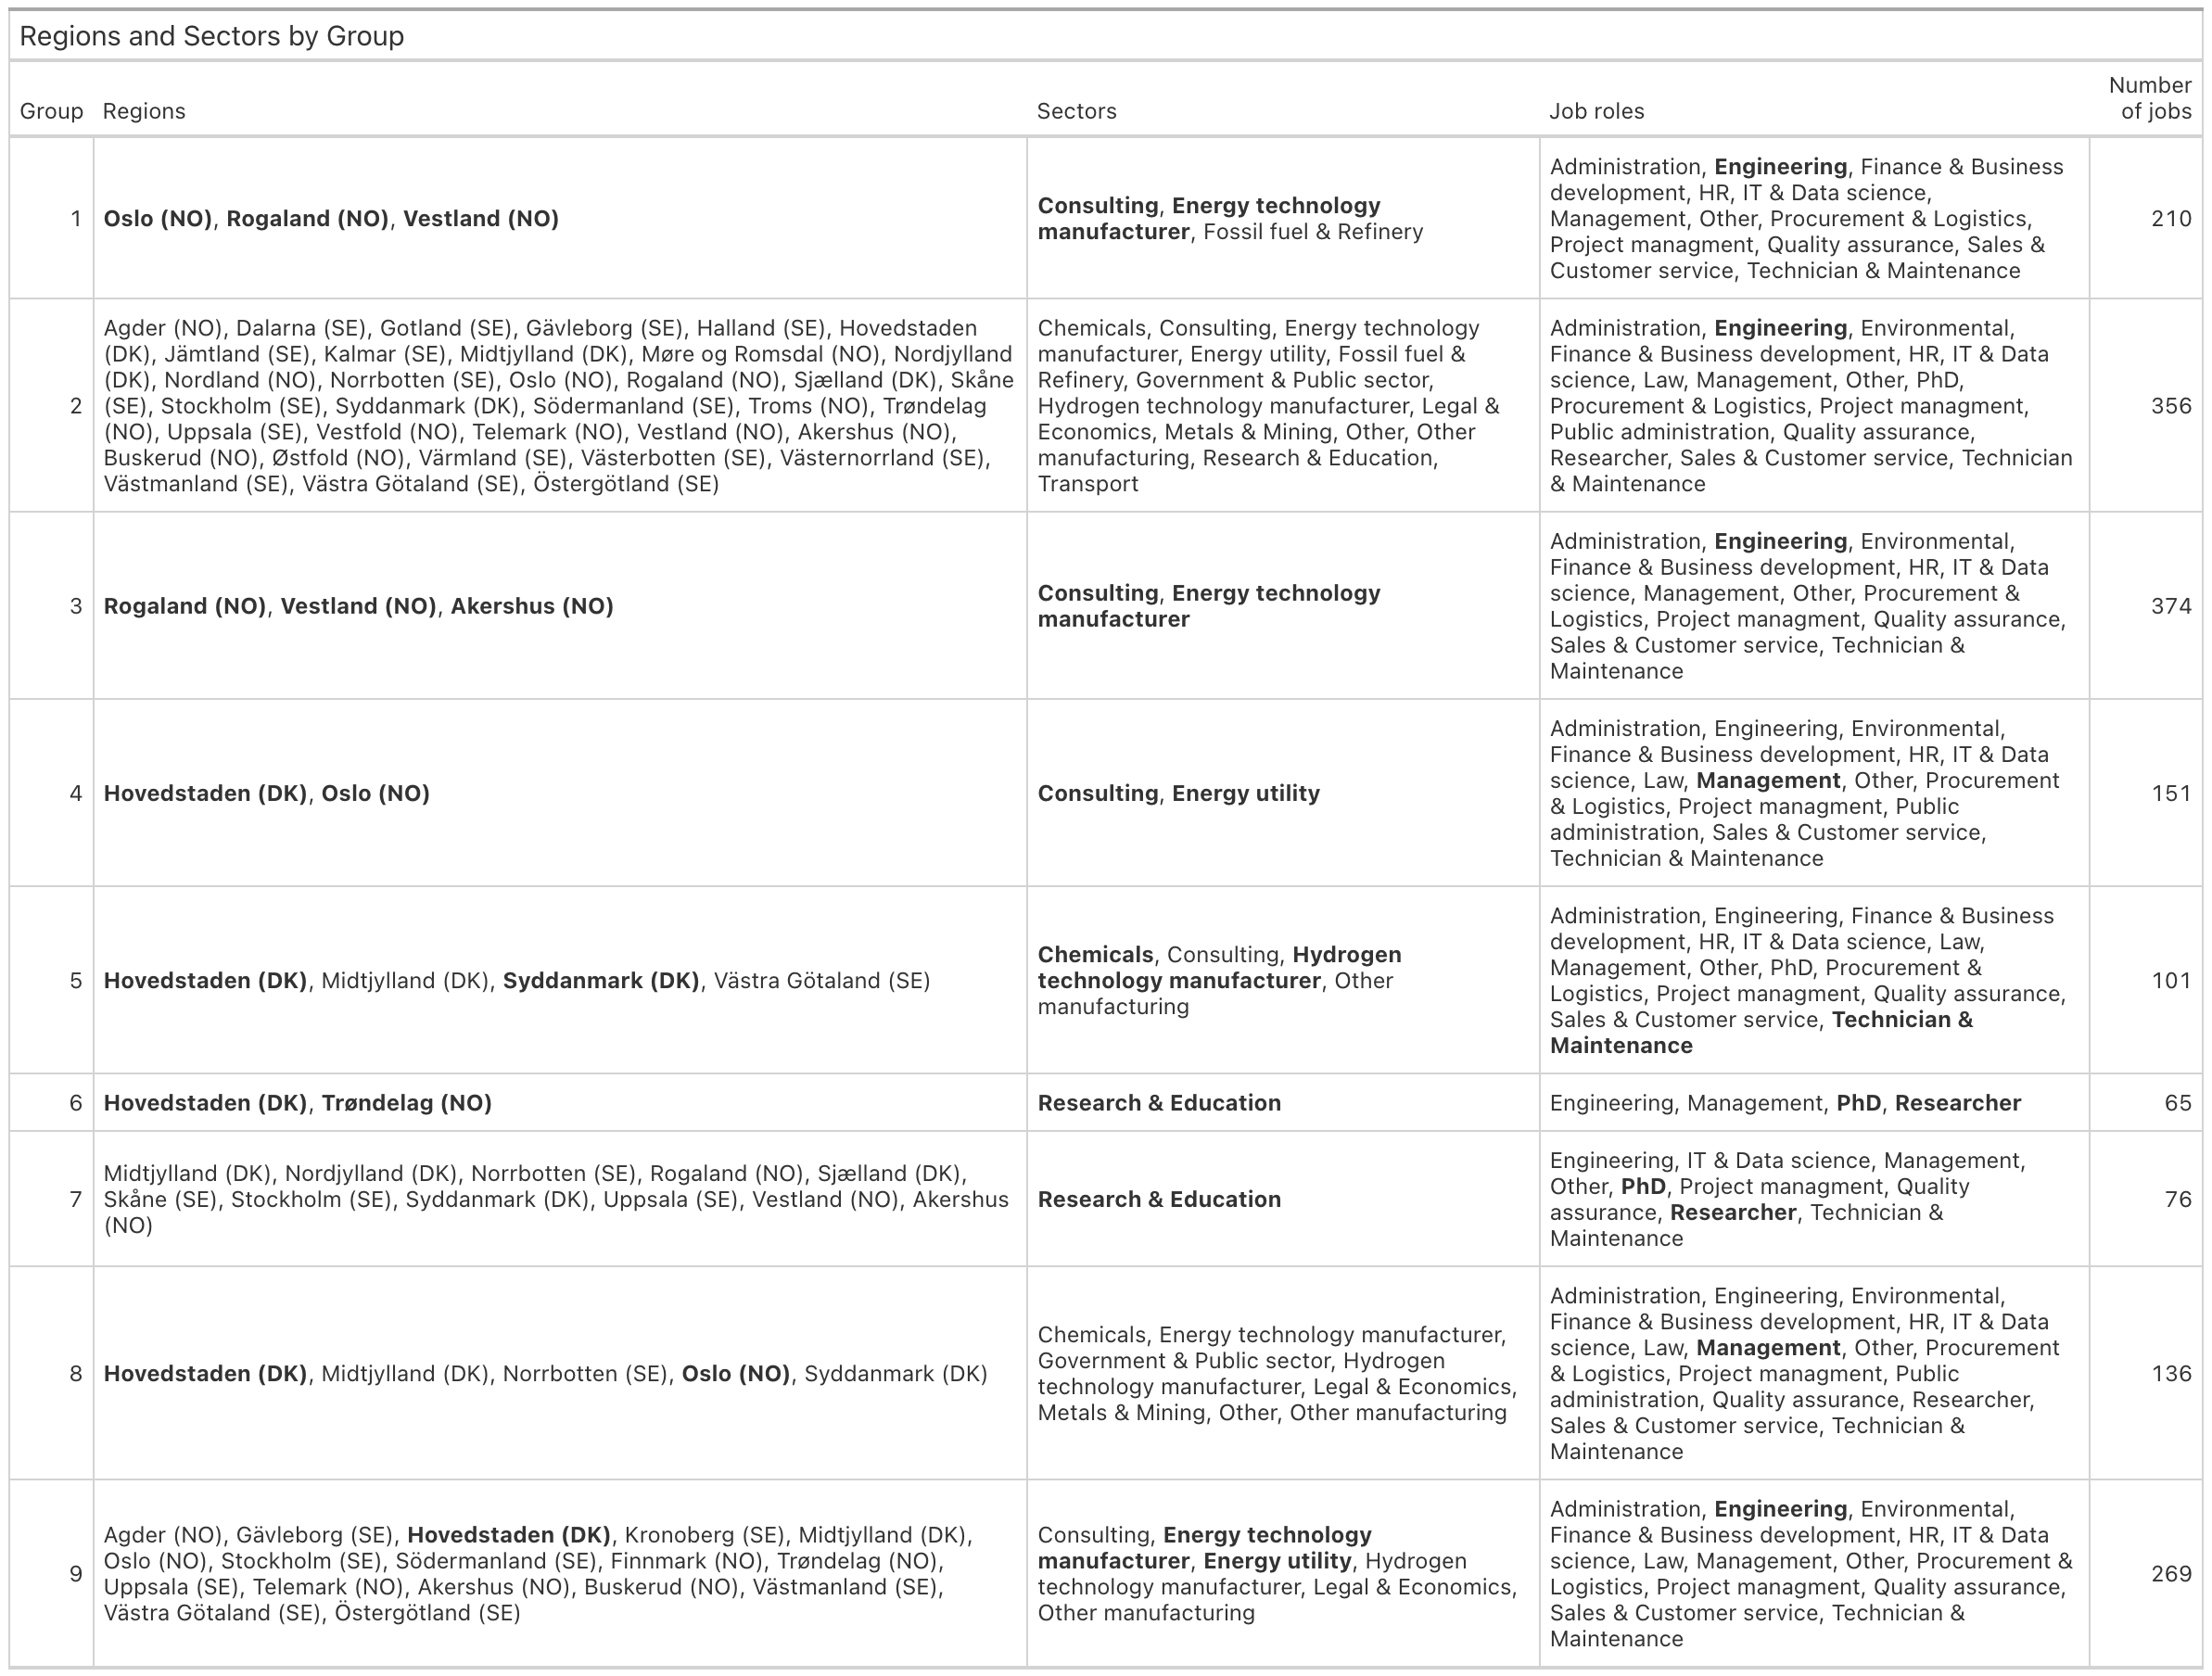 Regions and Sectors by Group
Group Regions Sectors Job roles Number of jobs
1
Oslo (NO), Rogaland (NO), Vestland (NO)
Consulting, Energy technology
manufacturer, Fossil fuel & Refinery
Administration, Engineering, Finance & Business
development, HR, IT & Data science,
Management, Other, Procurement & Logistics,
Project managment, Quality assurance, Sales &
Customer service, Technician & Maintenance
210
2
Agder (NO), Dalarna (SE), Gotland (SE), Gävleborg (SE), Halland (SE), Hovedstaden
(DK), Jämtland (SE), Kalmar (SE), Midtjylland (DK), Møre og Romsdal (NO), Nordjylland
(DK), Nordland (NO), Norrbotten (SE), Oslo (NO), Rogaland (NO), Sjælland (DK), Skåne
(SE), Stockholm (SE), Syddanmark (DK), Södermanland (SE), Troms (NO), Trøndelag
(NO), Uppsala (SE), Vestfold (NO), Telemark (NO), Vestland (NO), Akershus (NO),
Buskerud (NO), Østfold (NO), Värmland (SE), Västerbotten (SE), Västernorrland (SE),
Västmanland (SE), Västra Götaland (SE), Östergötland (SE)
Chemicals, Consulting, Energy technology
manufacturer, Energy utility, Fossil fuel &
Refinery, Government & Public sector,
Hydrogen technology manufacturer, Legal &
Economics, Metals & Mining, Other, Other
manufacturing, Research & Education,
Transport
Administration, Engineering, Environmental,
Finance & Business development, HR, IT & Data
science, Law, Management, Other, PhD,
Procurement & Logistics, Project managment,
Public administration, Quality assurance,
Researcher, Sales & Customer service, Technician
& Maintenance
356
3
Rogaland (NO), Vestland (NO), Akershus (NO)
Consulting, Energy technology
manufacturer
Administration, Engineering, Environmental,
Finance & Business development, HR, IT & Data
science, Management, Other, Procurement &
Logistics, Project managment, Quality assurance,
Sales & Customer service, Technician &
Maintenance
374
4
Hovedstaden (DK), Oslo (NO)
Consulting, Energy utility
Administration, Engineering, Environmental,
Finance & Business development, HR, IT & Data
science, Law, Management, Other, Procurement
& Logistics, Project managment, Public
administration, Sales & Customer service,
Technician & Maintenance
151
5
Hovedstaden (DK), Midtjylland (DK), Syddanmark (DK), Västra Götaland (SE)
Chemicals, Consulting, Hydrogen
technology manufacturer, Other
manufacturing
Administration, Engineering, Finance & Business
development, HR, IT & Data science, Law,
Management, Other, PhD, Procurement &
Logistics, Project managment, Quality assurance,
Sales & Customer service, Technician &
Maintenance
101
6
Hovedstaden (DK), Trøndelag (NO)
Research & Education
Engineering, Management, PhD, Researcher
65
7
Midtjylland (DK), Nordjylland (DK), Norrbotten (SE), Rogaland (NO), Sjælland (DK),
Skåne (SE), Stockholm (SE), Syddanmark (DK), Uppsala (SE), Vestland (NO), Akershus
(NO)
Research & Education
Engineering, IT & Data science, Management,
Other, PhD, Project managment, Quality
assurance, Researcher, Technician &
Maintenance
76
8
Hovedstaden (DK), Midtjylland (DK), Norrbotten (SE), Oslo (NO), Syddanmark (DK)
Chemicals, Energy technology manufacturer,
Government & Public sector, Hydrogen
technology manufacturer, Legal & Economics,
Metals & Mining, Other, Other manufacturing
Administration, Engineering, Environmental,
Finance & Business development, HR, IT & Data
science, Law, Management, Other, Procurement
& Logistics, Project managment, Public
administration, Quality assurance, Researcher,
Sales & Customer service, Technician &
Maintenance
136
9
Agder (NO), Gävleborg (SE), Hovedstaden (DK), Kronoberg (SE), Midtjylland (DK),
Oslo (NO), Stockholm (SE), Södermanland (SE), Finnmark (NO), Trøndelag (NO),
Uppsala (SE), Telemark (NO), Akershus (NO), Buskerud (NO), Västmanland (SE),
Västra Götaland (SE), Östergötland (SE)
Consulting, Energy technology
manufacturer, Energy utility, Hydrogen
technology manufacturer, Legal & Economics,
Other manufacturing
Administration, Engineering, Environmental,
Finance & Business development, HR, IT & Data
science, Law, Management, Other, Procurement &
Logistics, Project managment, Quality assurance,
Sales & Customer service, Technician &
Maintenance
269